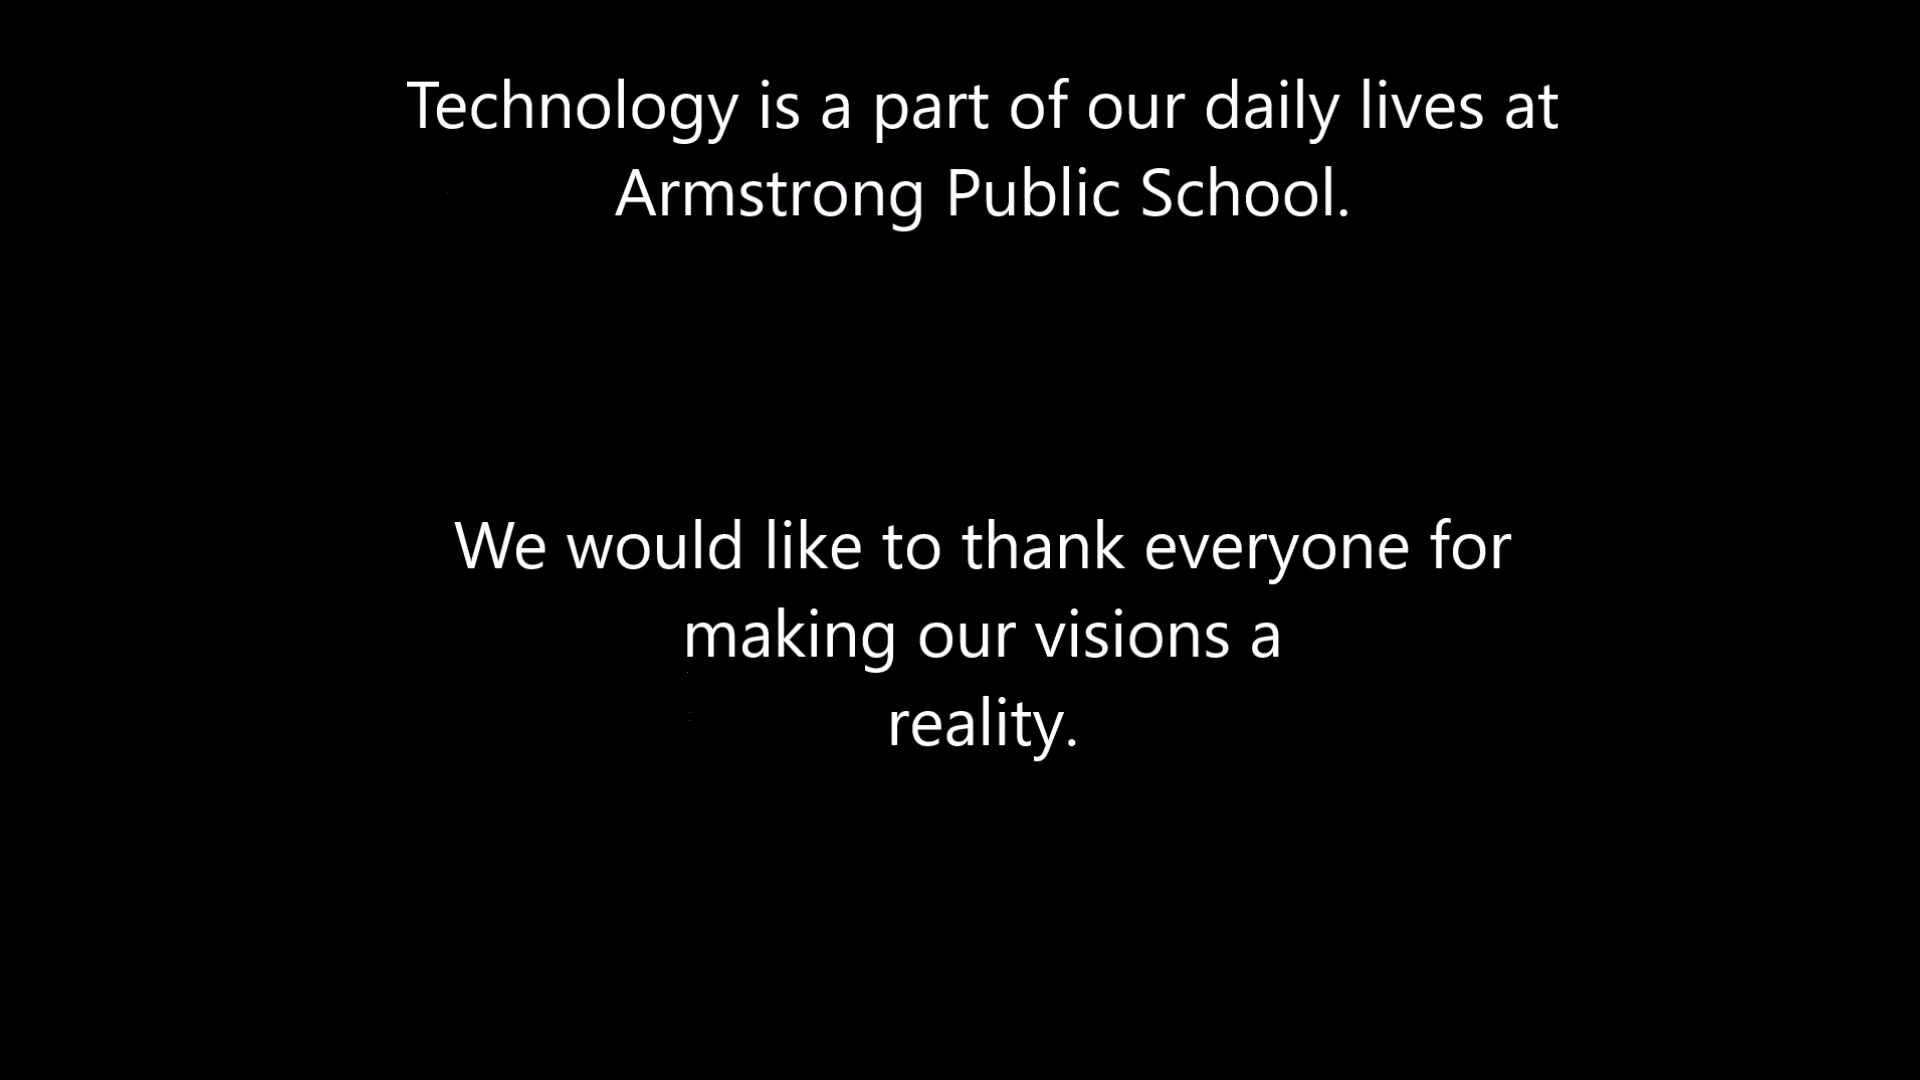 Technology is a part of our daily lives at
Armstrong Public School.
We would like to thank everyone for
making our visions a
reality.